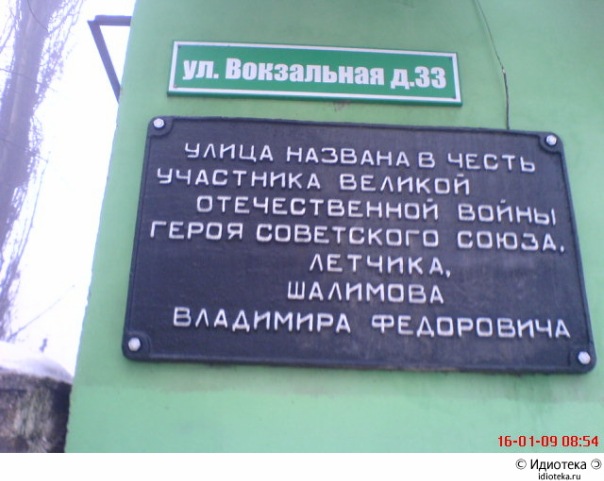 ул. Вокзальная д.33
УЛИЦА НАЗВАНА В ЧЕСТЬ
УЧАСТНИКА ВЕЛИКОЙ
ОТЕЧЕСТВЕННОЙ ВОЙНЫ
ГЕРОЯ СОВЕТСКОГО СОЮЗА,
ЛЕТЧИКА,
ШАЛИМОВА
ВЛАДИМИРА ФЕДОРОВИЧА
16-01-09 08:54
© Идиотека
idioteka.ru